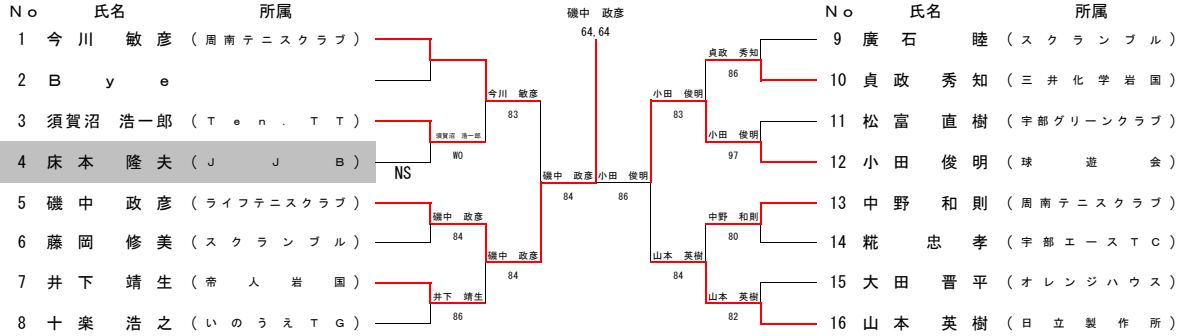 No 氏名 所属
1 今川 敏彦 (周南テニスクラブ)
2 Bye
3 須賀沼 浩一郎 (Ten.TT)
4 床本 隆夫 (JJB)
5 磯中 政彦 (ライフテニスクラブ)
6 藤岡 修美 (スクランブル)
7 井下 靖生 (帝人岩国)
8 十楽 浩之 (いのうえTG)
今川 敏彦
83
須賀沼 浩一郎
WO
NS
磯中 政彦
84
磯中 政彦
84
井下 靖生
86
磯中 政彦
84
磯中 政彦
64,64
小田 俊明
86
貞政 秀知
86
小田 俊明
83
小田 俊明
97
中野 和則
80
山本 英樹
84
山本 英樹
82
No 氏名 所属
9 廣石 睦 (スクランブル)
10 貞政 秀知 (三井化学岩国)
11 松富 直樹 (宇部グリーンクラブ)
12 小田 俊明 (球遊会)
13 中野 和則 (周南テニスクラブ)
14 糀 忠孝 (宇部エースTC)
15 大田 晋平 (オレンジハウス)
16 山本 英樹 (日立製作所)